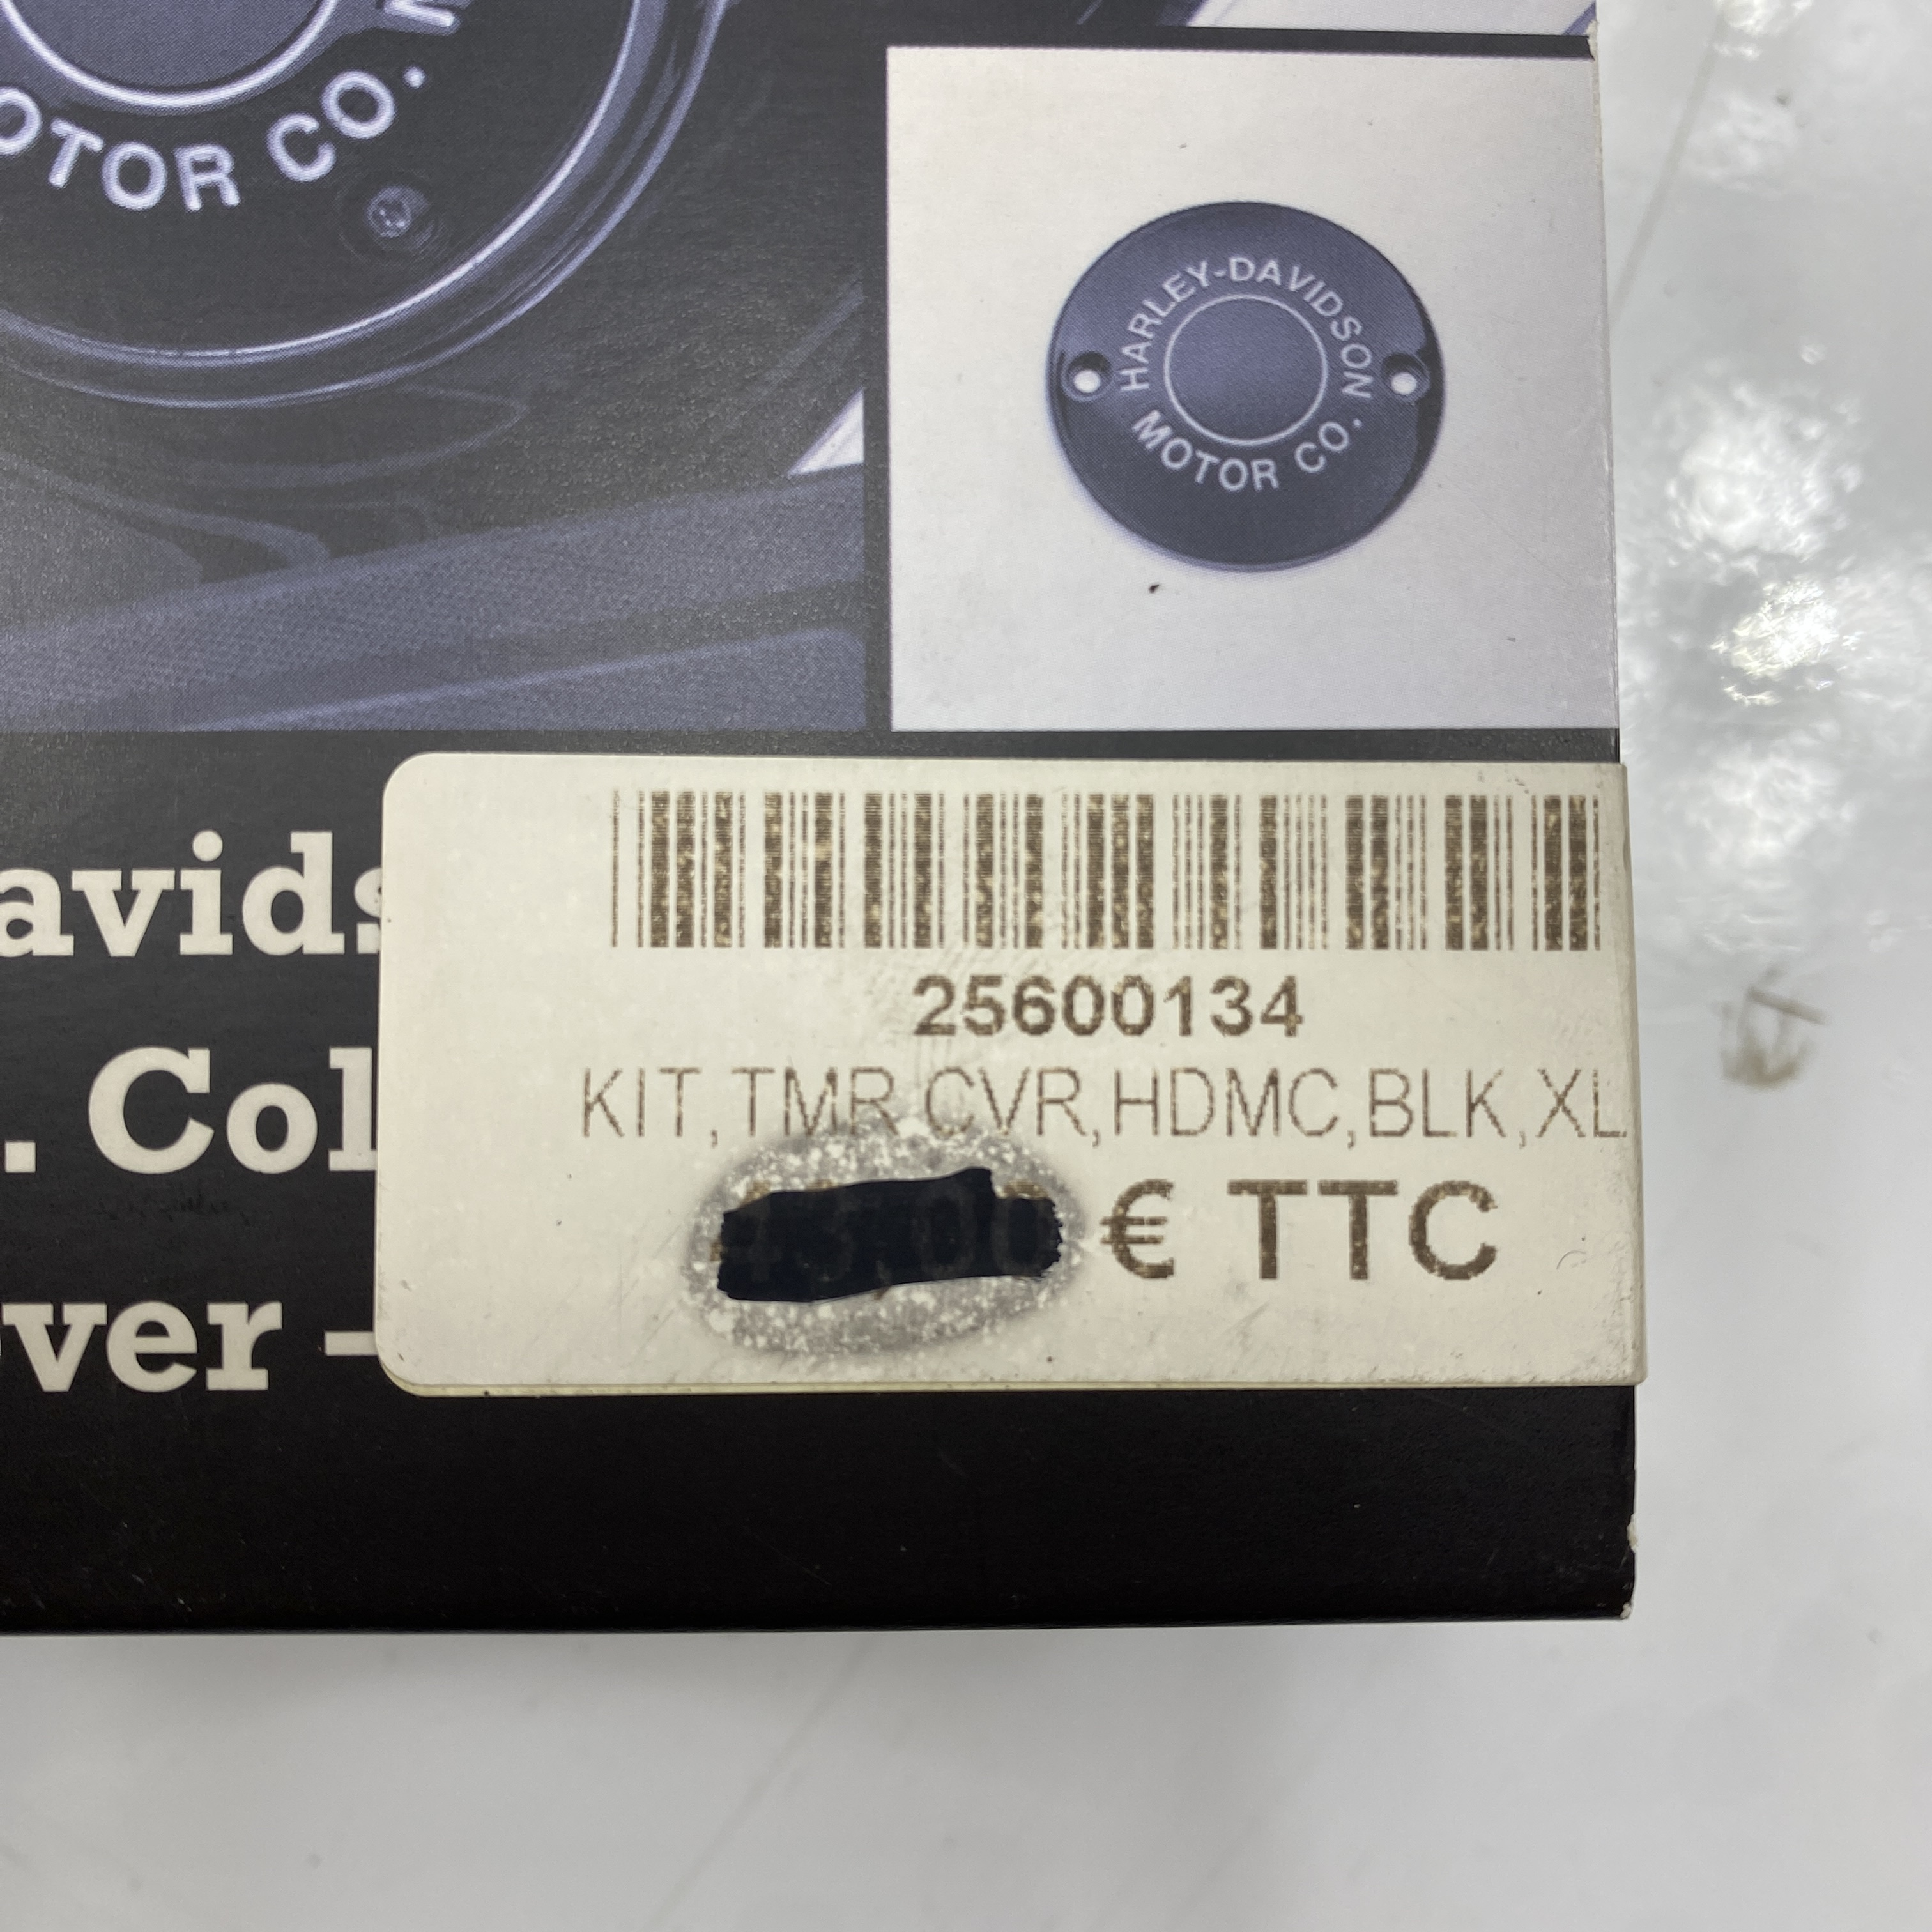 OTOR CO.
HARLEY-DAVIDSON
MOTOR CO.
avids
. Col
ver –
25600134
KIT,TMR CVR,HDMC,BLK,XL
€ TTC